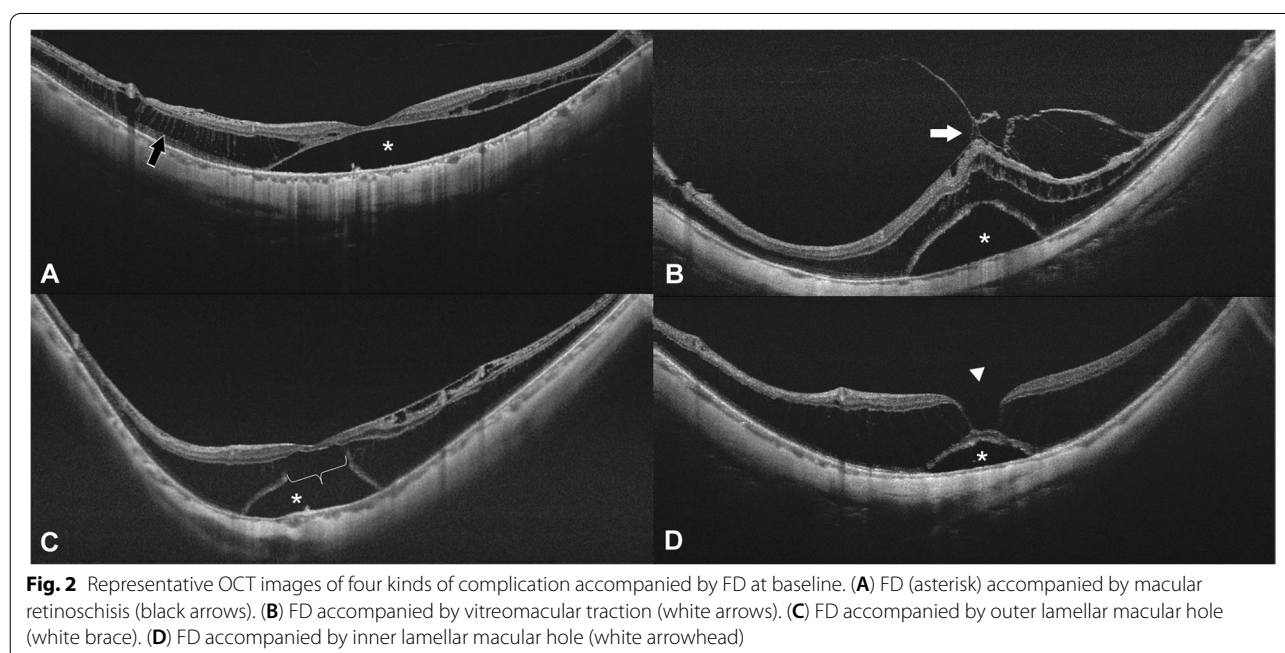 A
*
B
*
C
*
D
*
Fig. 2 Representative OCT images of four kinds of complication accompanied by FD at baseline. (A) FD (asterisk) accompanied by macular
retinoschisis (black arrows). (B) FD accompanied by vitreomacular traction (white arrows). (C) FD accompanied by outer lamellar macular hole
(white brace). (D) FD accompanied by inner lamellar macular hole (white arrowhead)